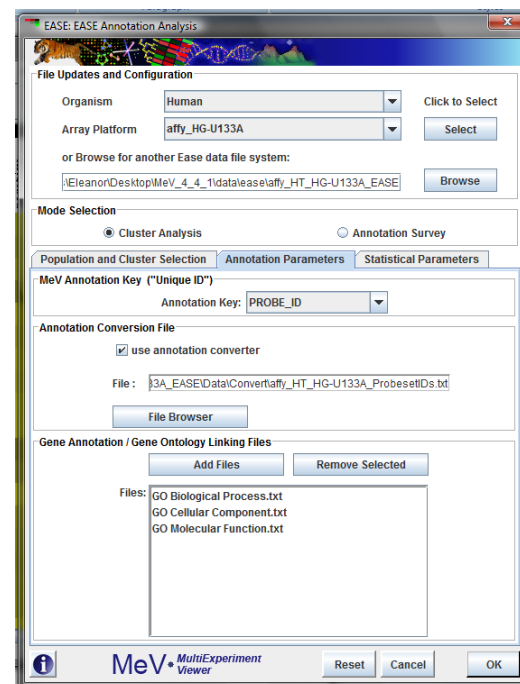 EASE: EASE Annotation Analysis
File Updates and Configuration
Organism Human Click to Select
Array Platform affy_HG-U133A Select
or Browse for another Ease data file system:
:\Eleanor\Desktop\MeV_4_4_1\data\ease\affy_HT_HG-U133A_EASE Browse
Mode Selection
Cluster Analysis Annotation Survey
Population and Cluster Selection Annotation Parameters Statistical Parameters
MeV Annotation Key ("Unique ID")
Annotation Key: PROBE_ID
Annotation Conversion File
use annotation converter
File : 33A_EASE\Data\Convert\affy_HT_HG-U133A_ProbesetIDs.txt
File Browser
Gene Annotation / Gene Ontology Linking Files
Add Files Remove Selected
Files: GO Biological Process.txt
GO Cellular Component.txt
GO Molecular Function.txt
MeV MultiExperiment Viewer Reset Cancel OK